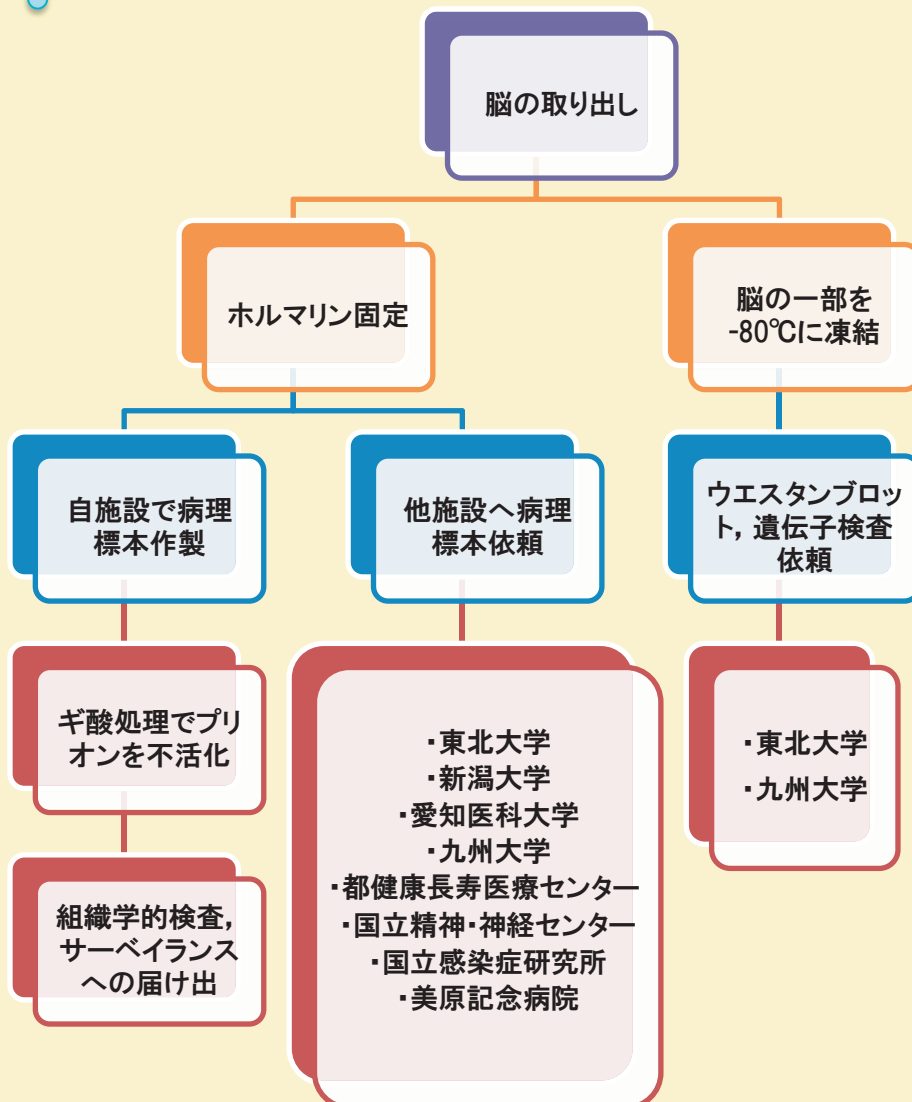 脳の取り出し
ホルマリン固定
脳の一部を
-80℃に凍結
自施設で病理
標本作製
他施設へ病理
標本依頼
ウエスタンブロッ
ト, 遺伝子検査
依頼
ギ酸処理でプリ
オンを不活化
組織学的検査,
サーベイランス
への届け出
・東北大学
・新潟大学
・愛知医科大学
・九州大学
・都健康長寿医療センター
・国立精神・神経センター
・国立感染症研究所
・美原記念病院
・東北大学
・九州大学